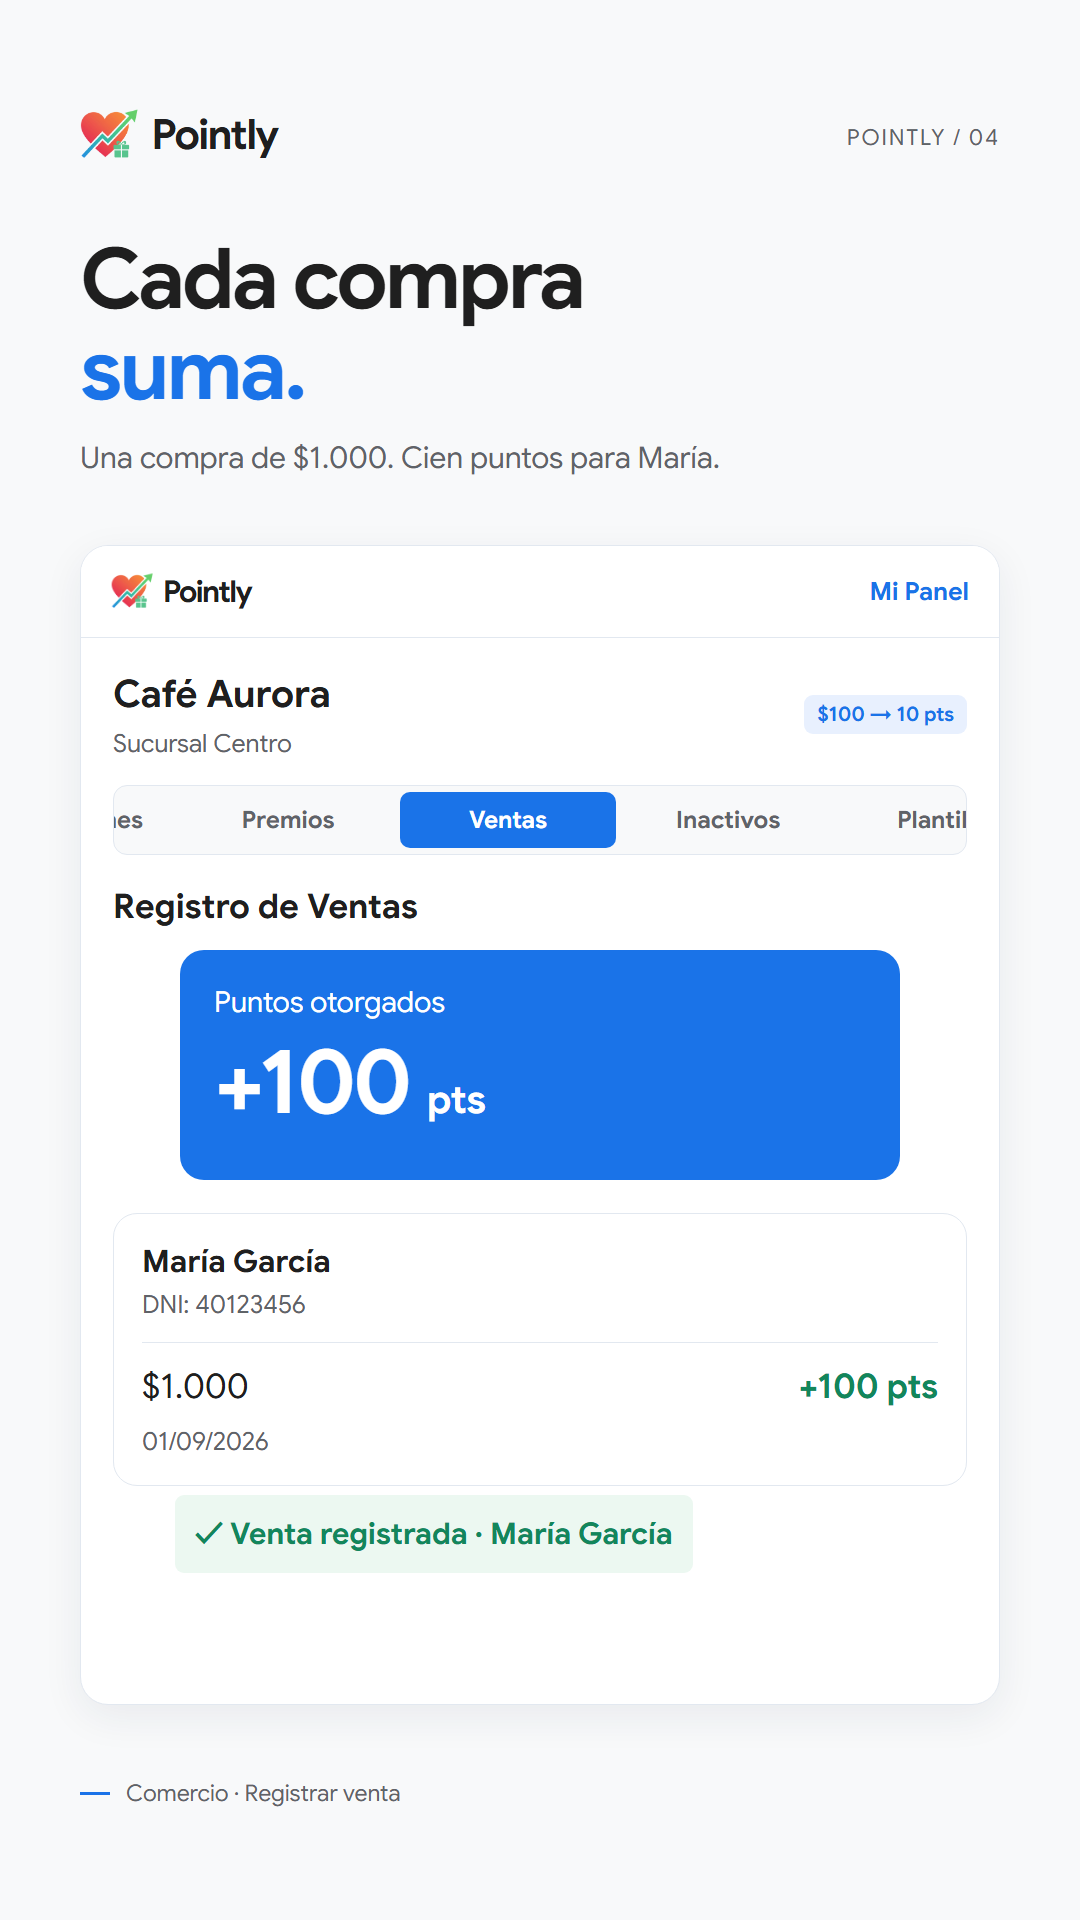 Pointly
POINTLY / 04
Cada compra
suma.
Una compra de $1.000. Cien puntos para María.
Pointly
Mi Panel
Café Aurora
$100 → 10 pts
Sucursal Centro
nes Premios Ventas Inactivos Plantil
Registro de Ventas
Puntos otorgados
+100 pts
María García
DNI: 40123456
$1.000 +100 pts
01/09/2026
✓ Venta registrada · María García
Comercio · Registrar venta